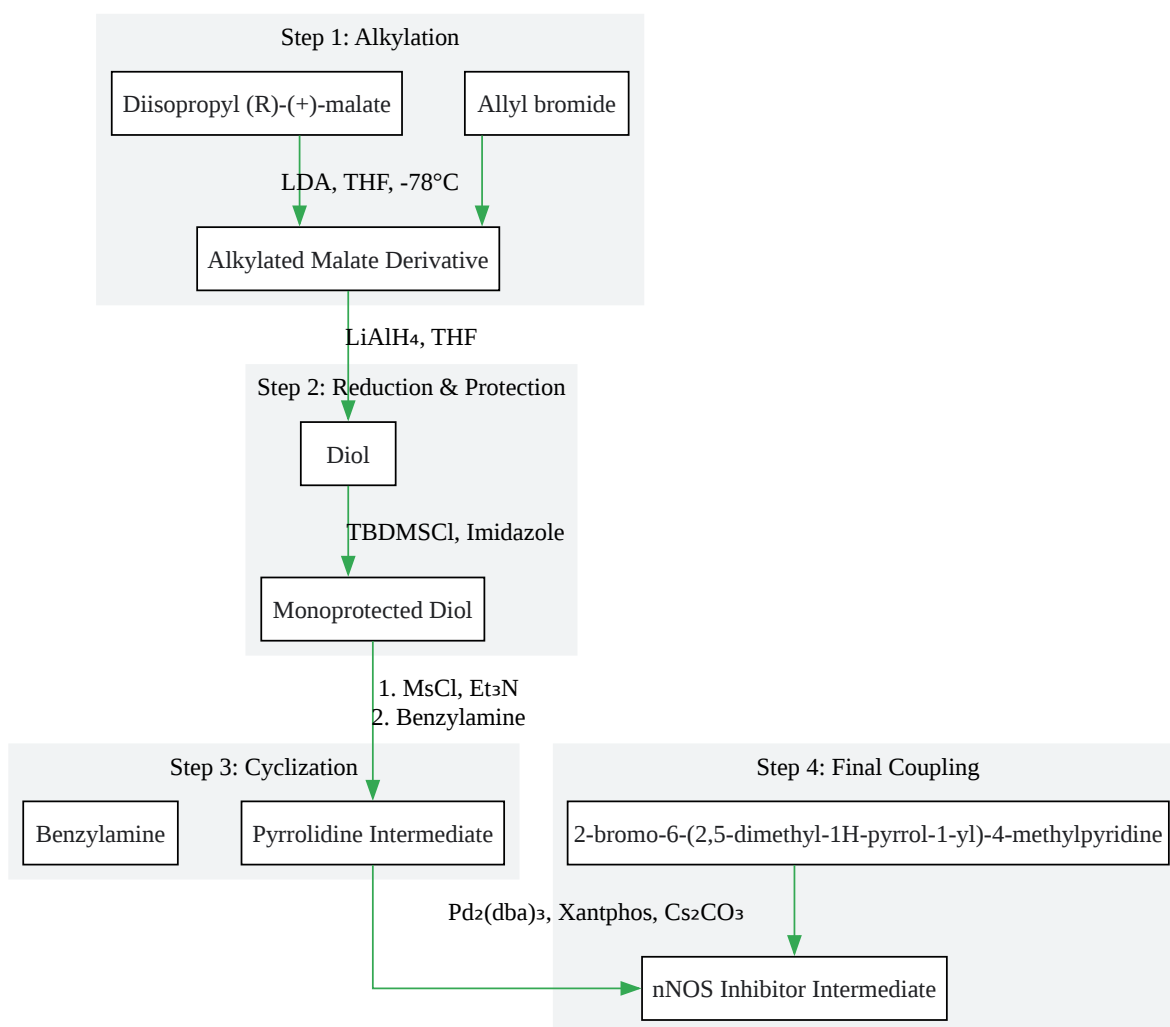 Step 1: Alkylation
Diisopropyl (R)-(+)-malate
Allyl bromide
LDA, THF, -78°C
Alkylated Malate Derivative
LiAlH₄, THF
Step 2: Reduction & Protection
Diol
TBDMSCl, Imidazole
Monoprotected Diol
1. MsCl, Et₃N
2. Benzylamine
Step 3: Cyclization
Benzylamine
Pyrrolidine Intermediate
Step 4: Final Coupling
2-bromo-6-(2,5-dimethyl-1H-pyrrol-1-yl)-4-methylpyridine
Pd₂(dba)₃, Xantphos, Cs₂CO₃
nNOS Inhibitor Intermediate